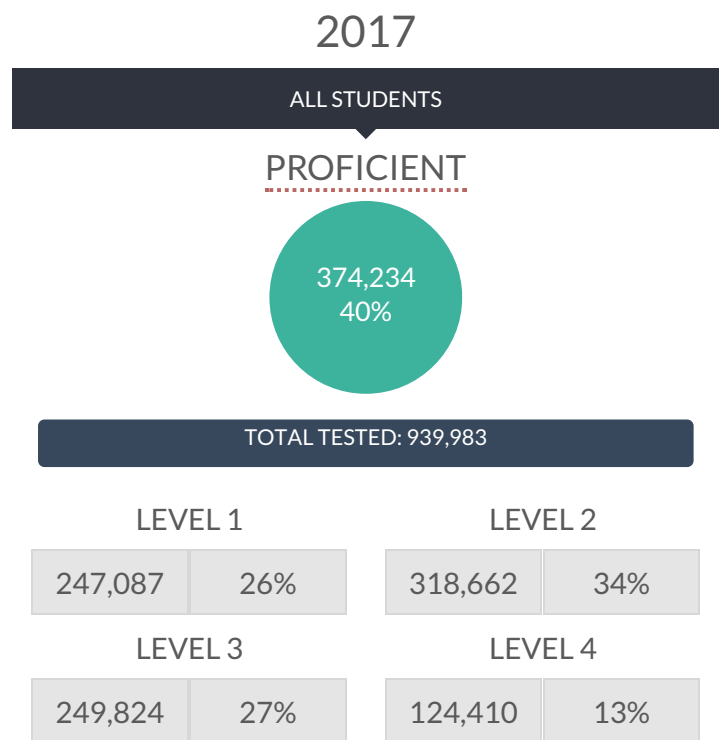 2017
ALL STUDENTS
PROFICIENT
374,234
40%
TOTAL TESTED: 939,983
LEVEL 1
247,087 26%
LEVEL 2
318,662 34%
LEVEL 3
249,824 27%
LEVEL 4
124,410 13%